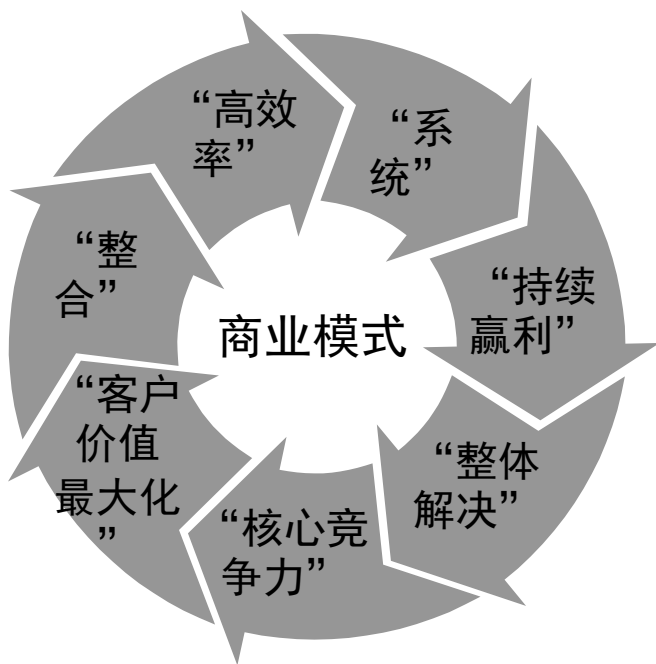 “高效
率”
“系
统”
“持续
赢利”
“整体
解决”
“核心竞
争力”
“客户
价值
最大化
”
“整
合”
商业模式